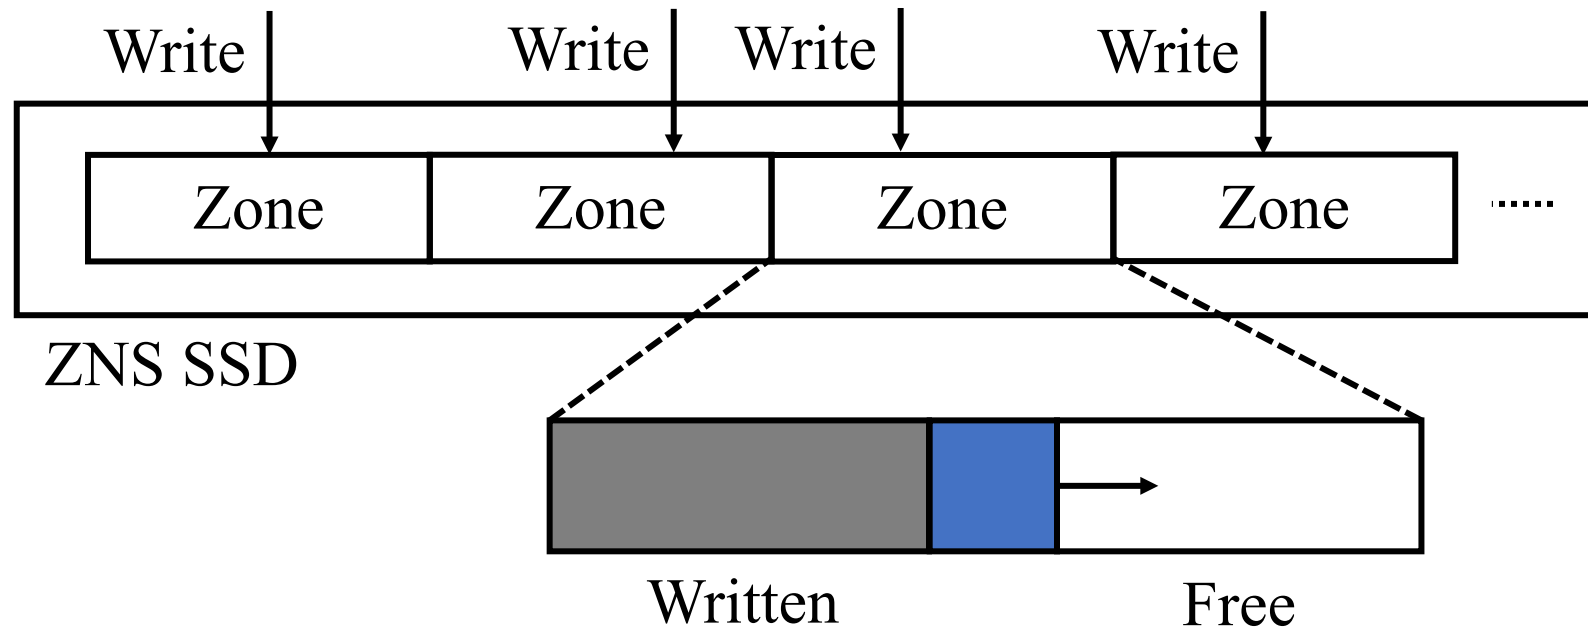 Write Write Write Write
Zone Zone Zone Zone ......
ZNS SSD
Written Free